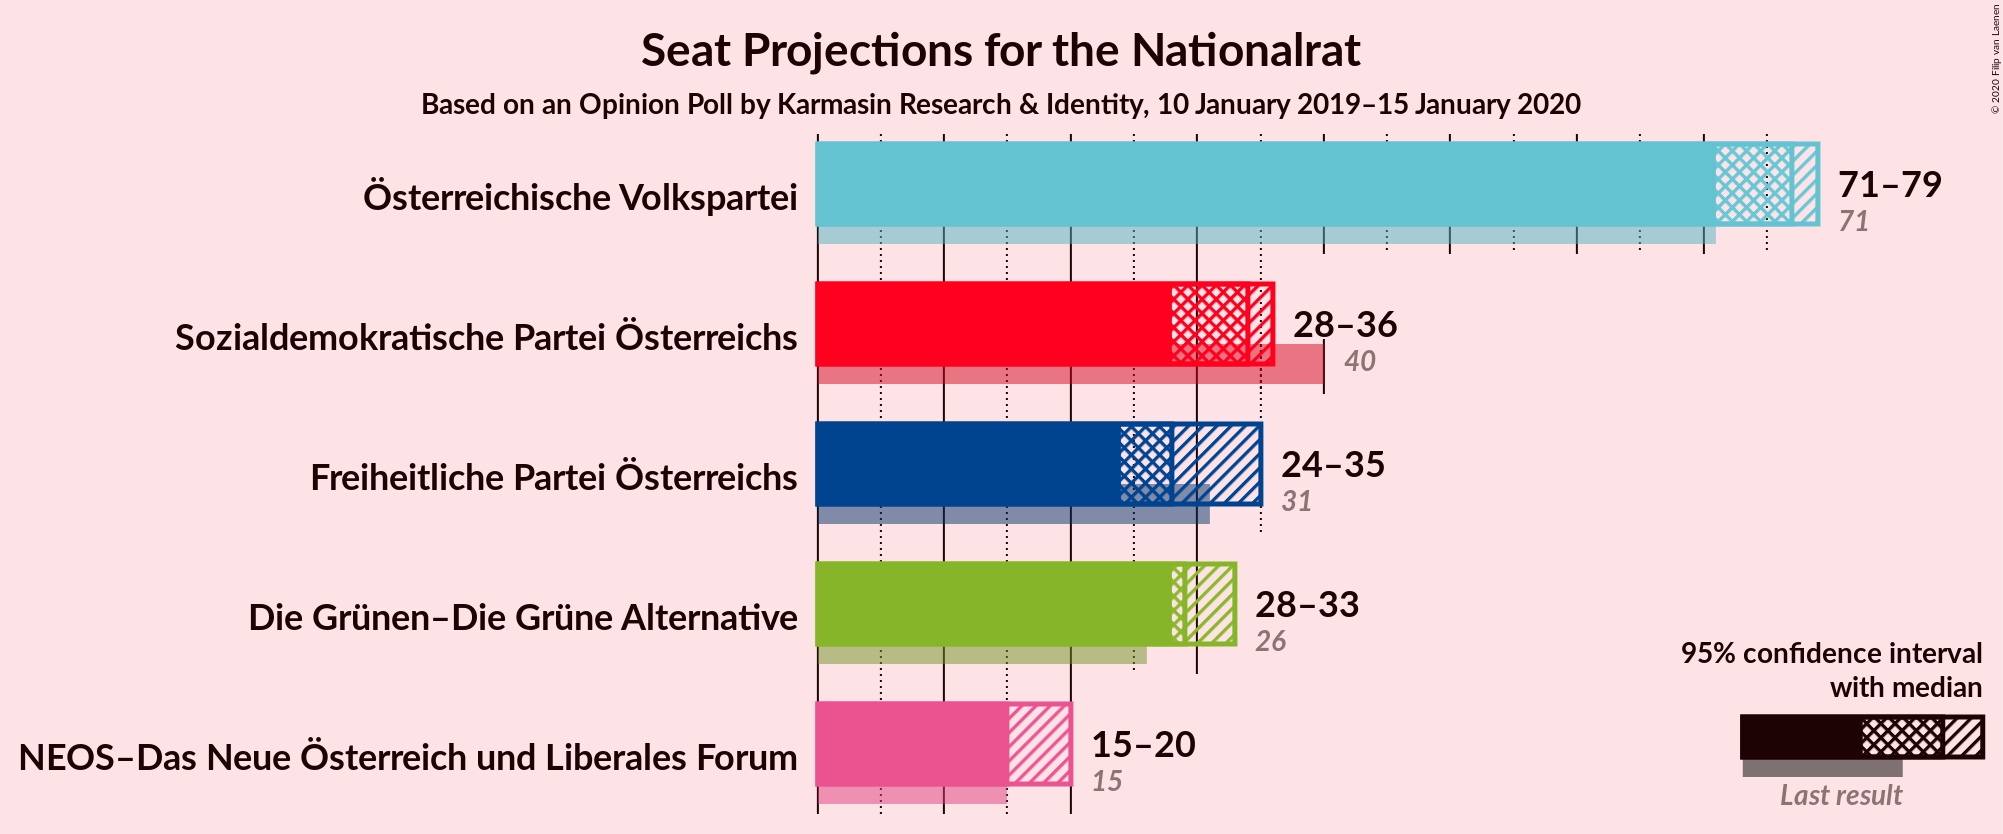 Seat Projections for the Nationalrat
Based on an Opinion Poll by Karmasin Research & Identity, 10 January 2019–15 January 2020
© 2020 Filip van Laenen
Österreichische Volkspartei
71–79
71
Sozialdemokratische Partei Österreichs
28–36
40
Freiheitliche Partei Österreichs
24–35
31
Die Grünen–Die Grüne Alternative
28–33
26
NEOS–Das Neue Österreich und Liberales Forum
15–20
15
95% confidence interval
with median
Last result